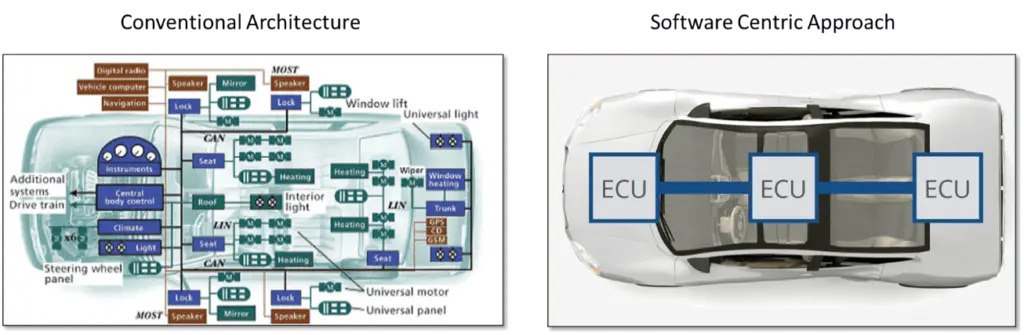 Conventional Architecture
Software Centric Approach
MOST
Digital radio
Speaker
Mirror
Speaker
Vehicle computer
Navigation
Lock
Lock
M
Window lift
Universal light
M
M
CAN
M
M
M
M
Seat
Instruments
Heating
Heating
Wiper
M
M
M
Window
heating
Additional
systems
Drive train
Central
body control
Roof
Interior
light
LIN
Trunk
Climate
LIN
M
M
M
M
Heating
M
M
GPS
CD
GSM
x6
Light
Seat
Seat
CAN
Heating
Steering wheel
panel
M
M
Universal motor
Lock
Lock
Universal panel
MOST
Speaker
Mirror
Speaker
ECU
ECU
ECU